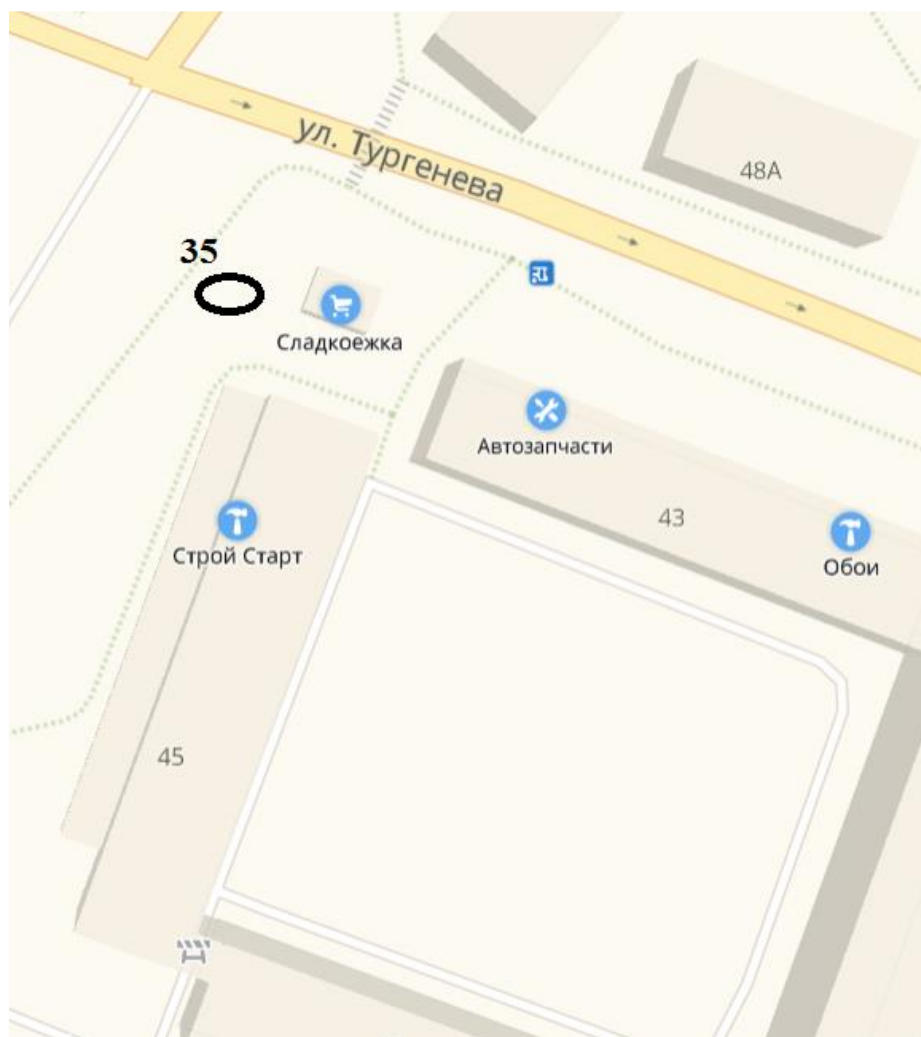 ул. Тургенева
48А
35
Сладкоежка
Автозапчасти
43
Строй Старт
Обои
45